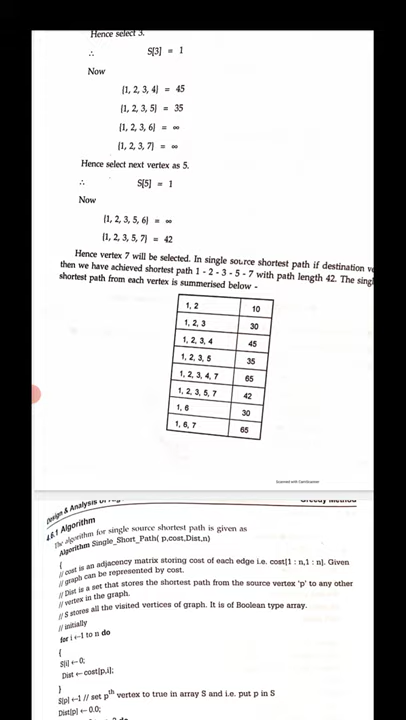 Hence select 3.
∴ S[3] = 1
Now
{1, 2, 3, 4} = 45
{1, 2, 3, 5} = 35
{1, 2, 3, 6} = ∞
{1, 2, 3, 7} = ∞
Hence select next vertex as 5.
∴ S[5] = 1
Now
{1, 2, 3, 5, 6} = ∞
{1, 2, 3, 5, 7} = 42
Hence vertex 7 will be selected. In single source shortest path if destination
then we have achieved shortest path 1 - 2 - 3 - 5 - 7 with path length 42. The
shortest path from each vertex is summerised below -
1, 2 10
1, 2, 3 30
1, 2, 3, 4 45
1, 2, 3, 5 35
1, 2, 3, 4, 7 65
1, 2, 3, 5, 7 42
1, 6 30
1, 6, 7 65
Scanned with CamScanner
Design & Analysis Greedy Method
4.6.1 Algorithm
The algorithm for single source shortest path is given as
Algorithm Single_Short_Path( p,cost,Dist,n)
{
// cost is an adjacency matrix storing cost of each edge i.e. cost[1 : n,1 : n]. Given
// graph can be represented by cost.
// Dist is a set that stores the shortest path from the source vertex 'p' to any other
// vertex in the graph.
// S stores all the visited vertices of graph. It is of Boolean type array.
// initially
for i ←1 to n do
{
S[i] ←0;
Dist ← cost[p,i];
}
S[p] ←1 // set pth vertex to true in array S and i.e. put p in S
Dist[p] ← 0.0;